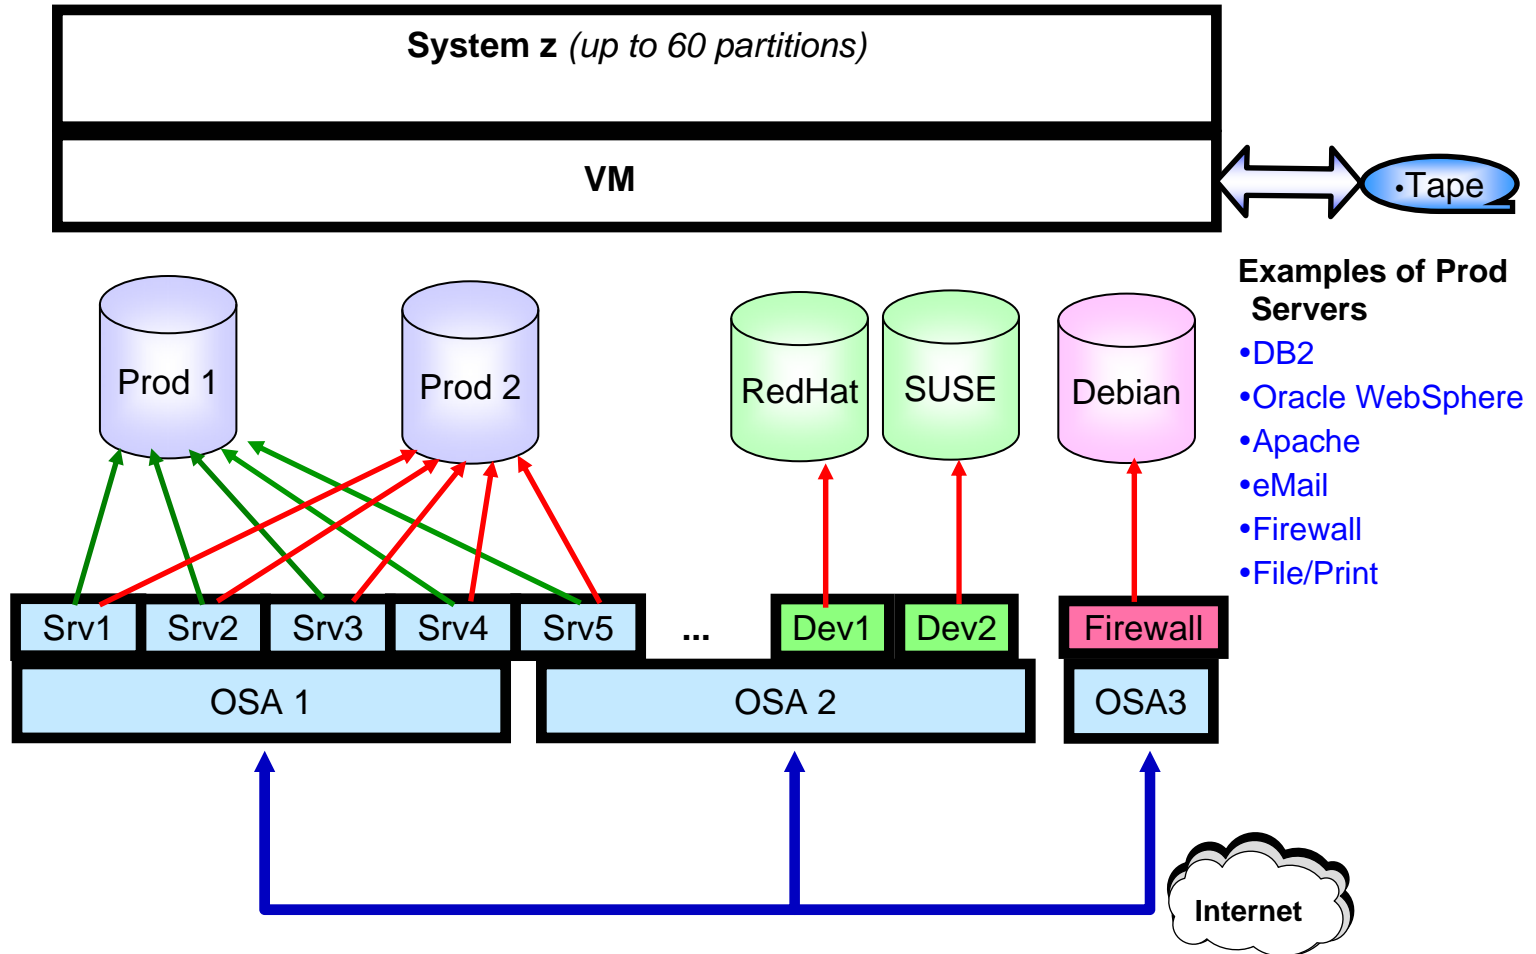 System z (up to 60 partitions)
VM
•Tape
Examples of Prod
Servers
•DB2
•Oracle WebSphere
•Apache
•eMail
•Firewall
•File/Print
Prod 1
Prod 2
RedHat
SUSE
Debian
Srv1
Srv2
Srv3
Srv4
Srv5
...
Dev1
Dev2
Firewall
OSA 1
OSA 2
OSA3
Internet